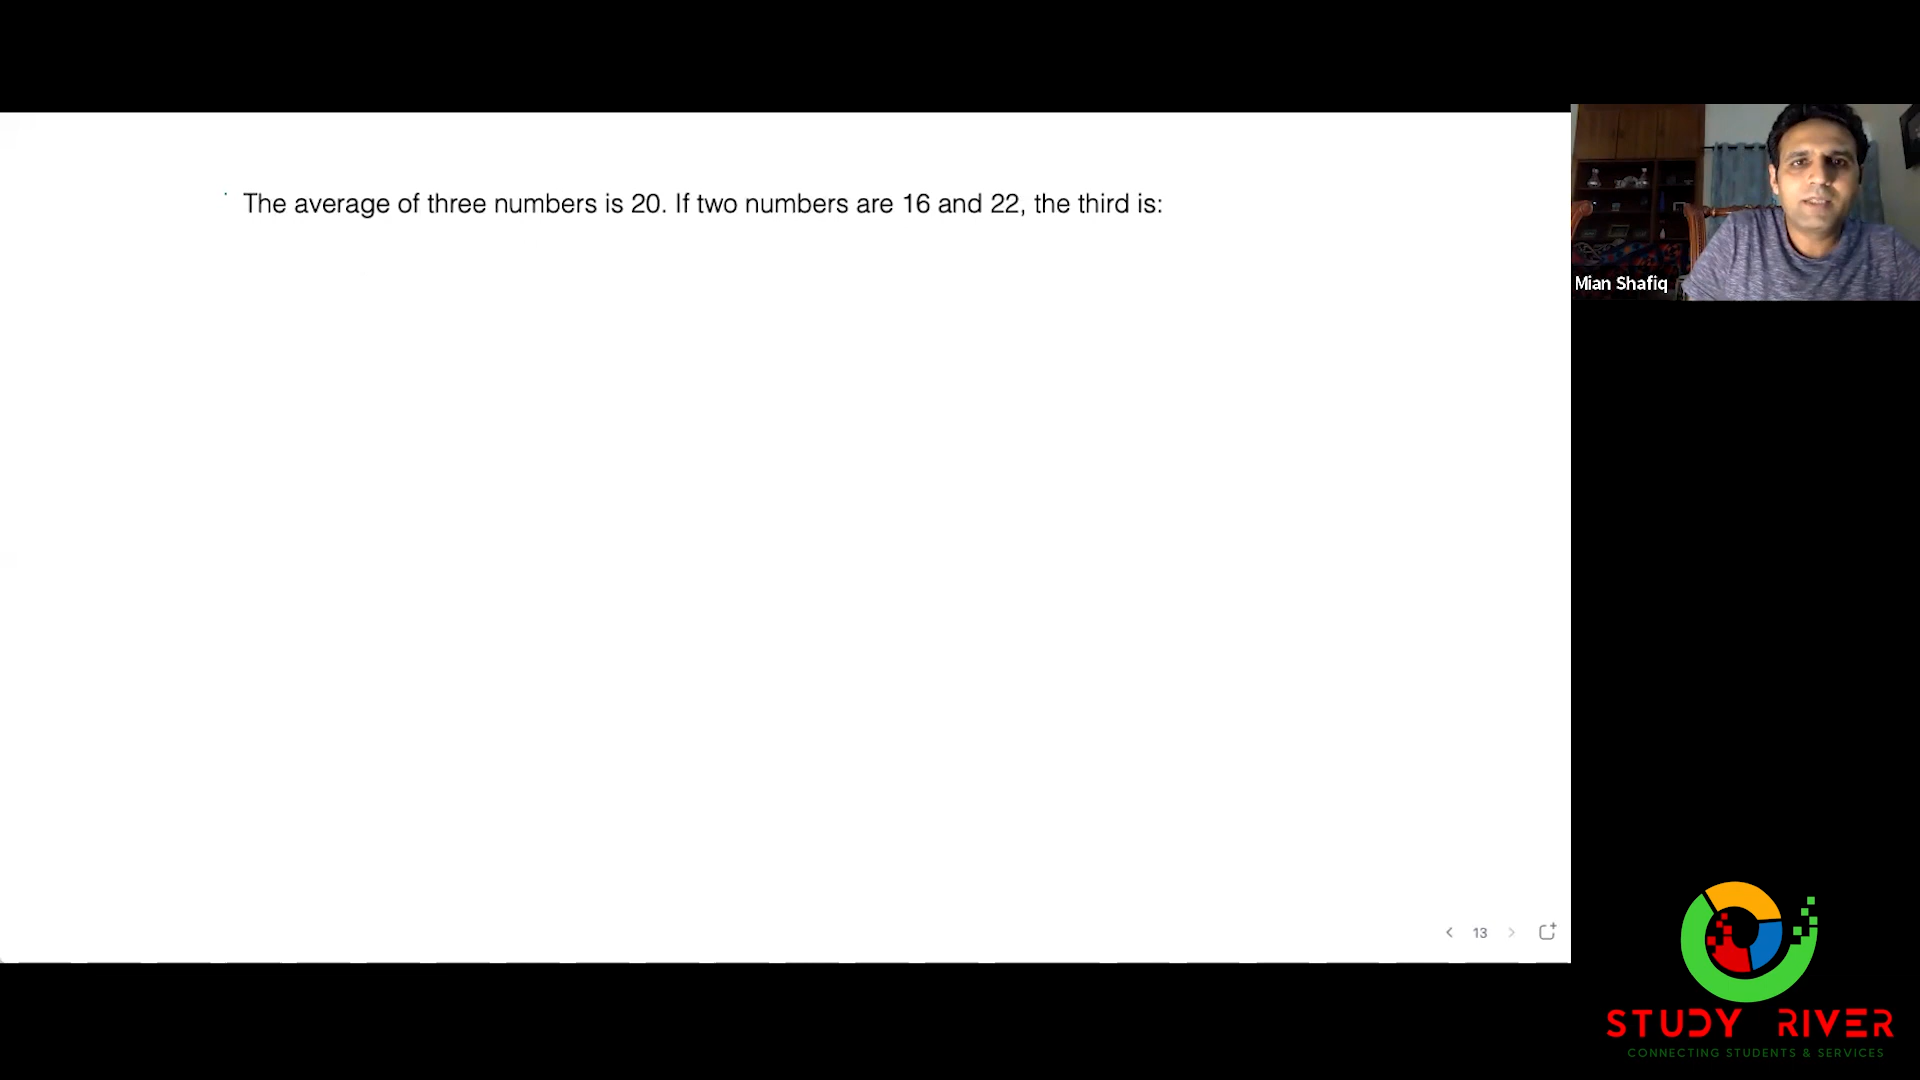 The average of three numbers is 20. If two numbers are 16 and 22, the third is:
Mian Shafiq
13
STUDY RIVER
CONNECTING STUDENTS & SERVICES